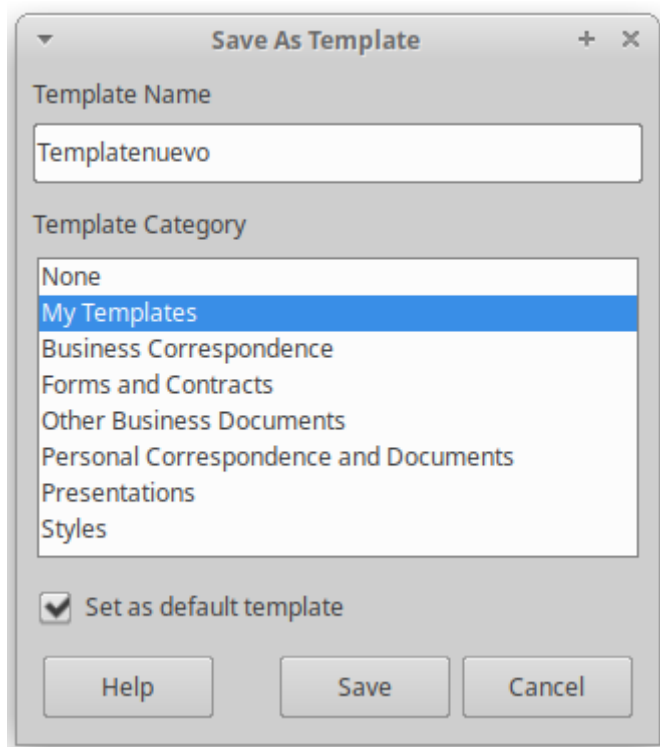 Save As Template
Template Name
Templatenuevo
Template Category
None
My Templates
Business Correspondence
Forms and Contracts
Other Business Documents
Personal Correspondence and Documents
Presentations
Styles
Set as default template
Help Save Cancel